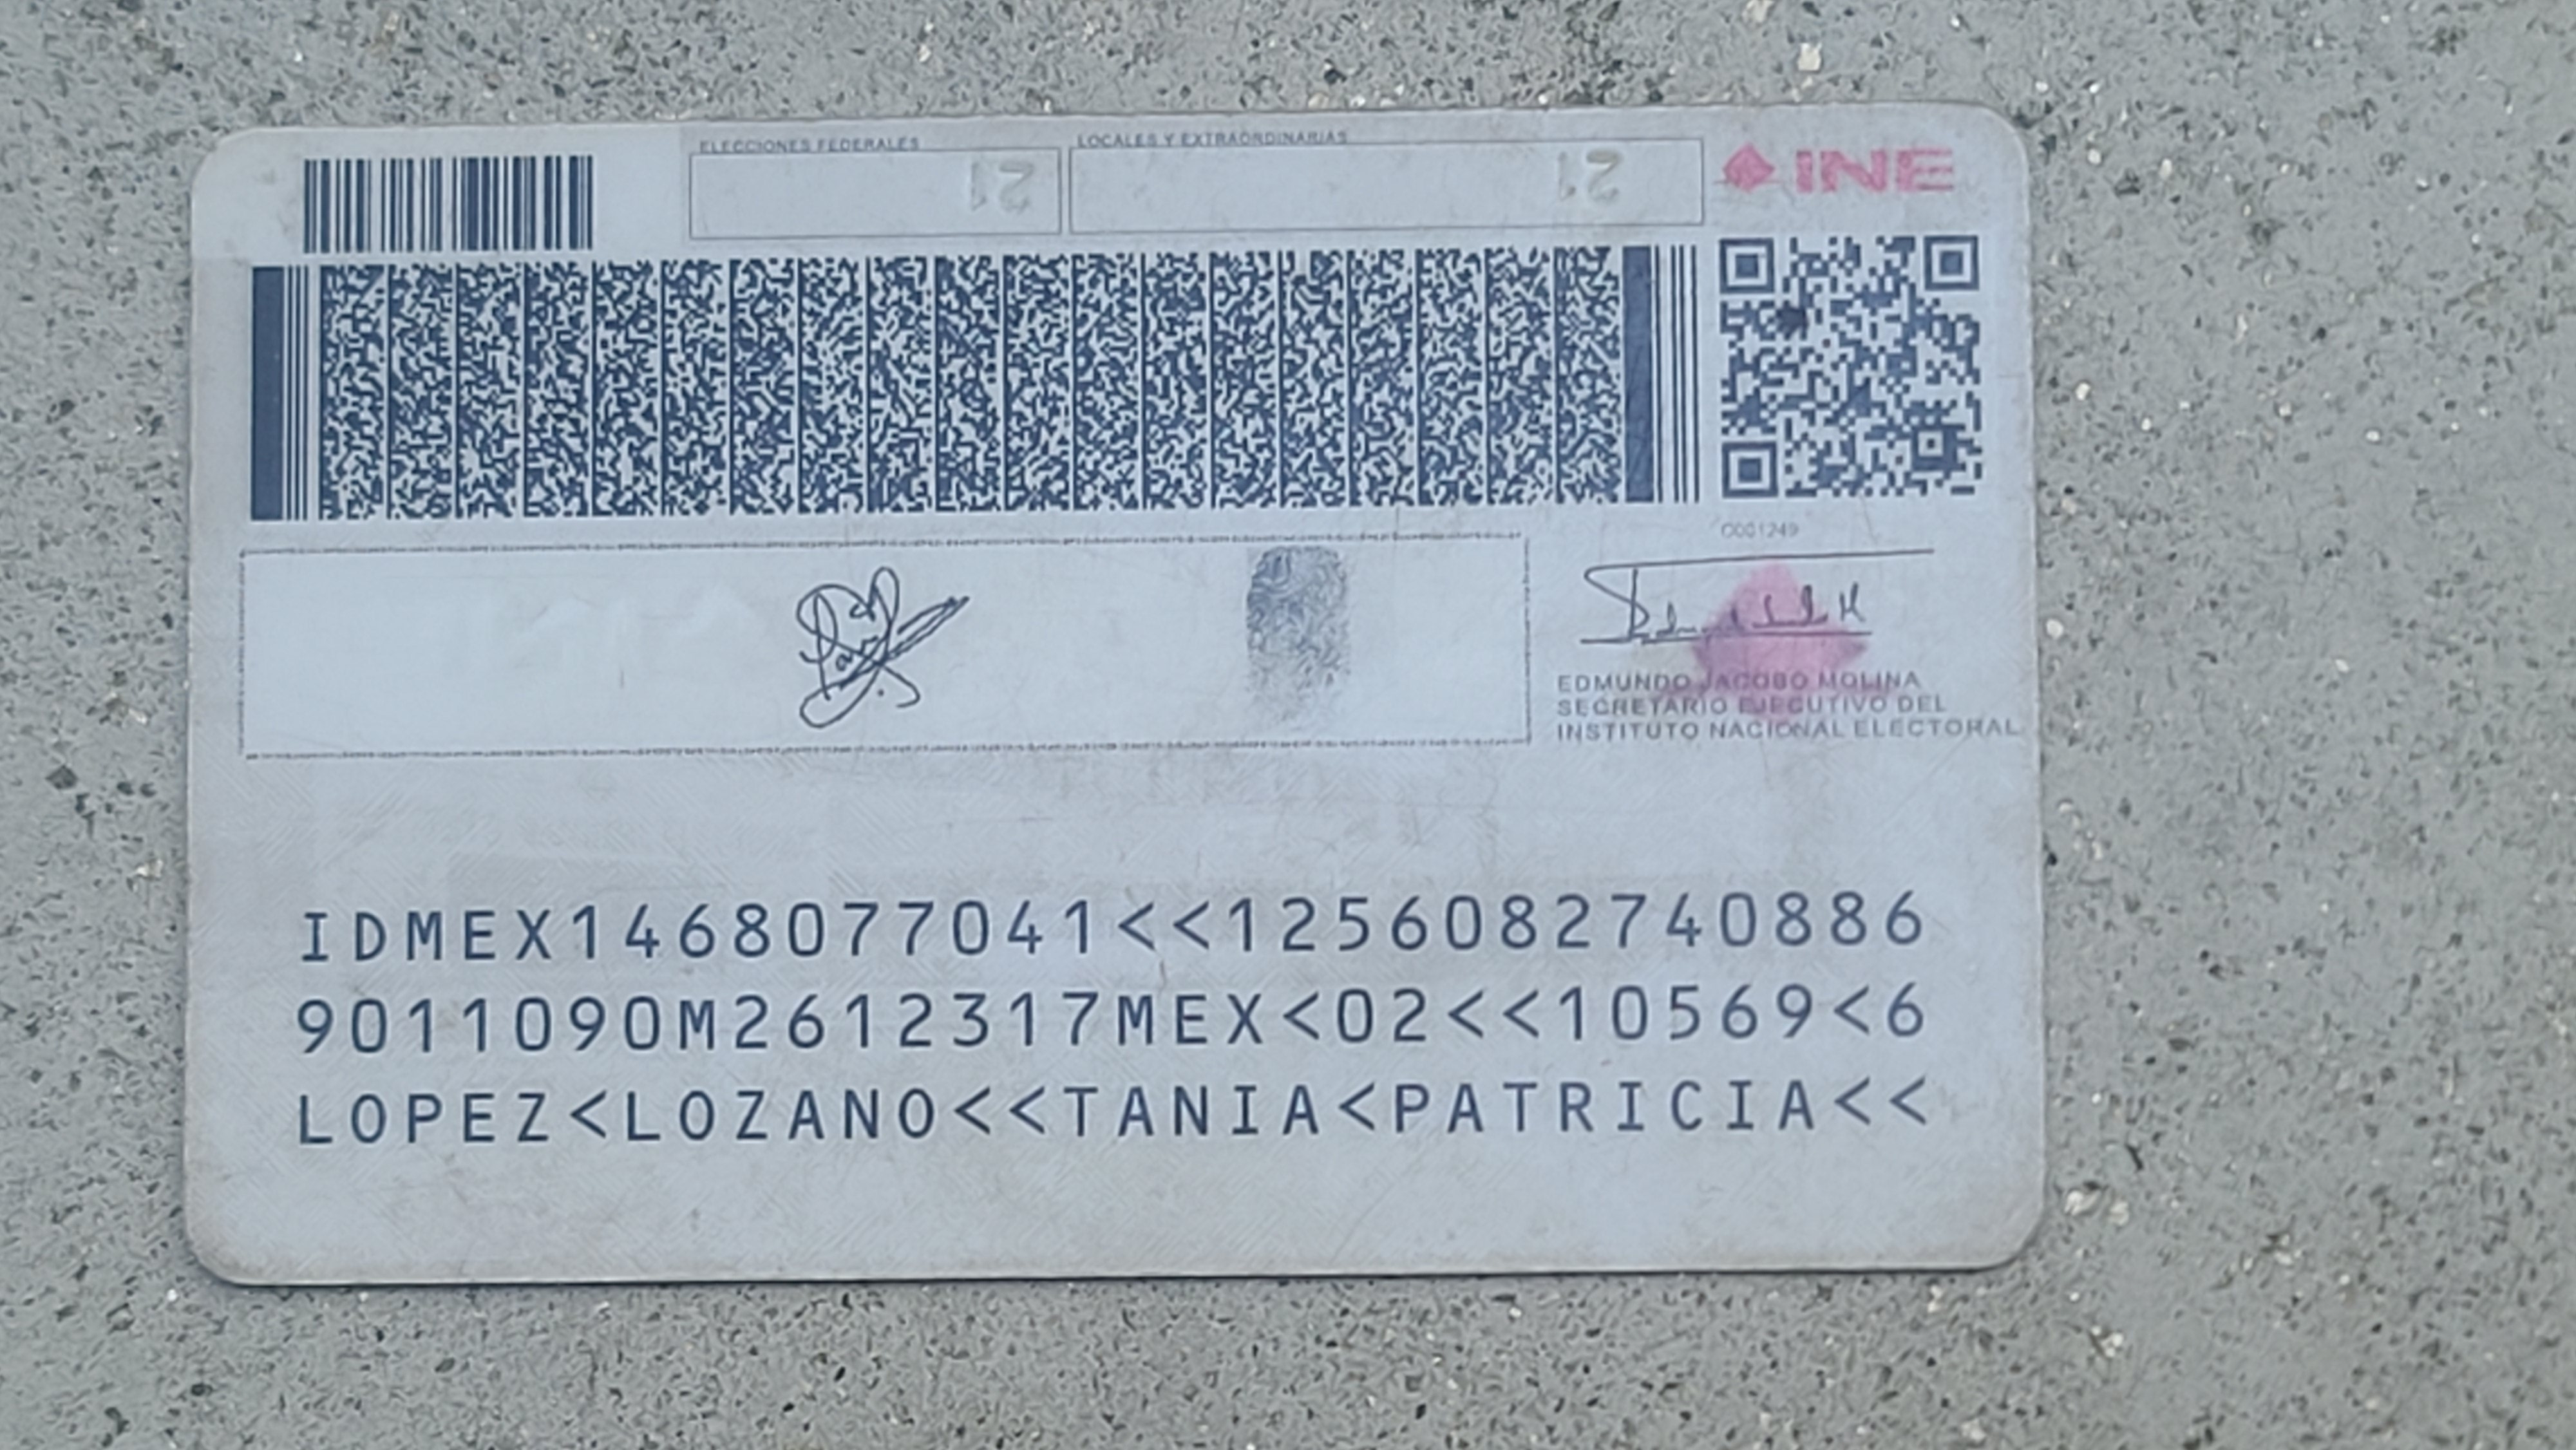 ELECCIONES FEDERALES
LOCALES Y EXTRAORDINARIAS
21
21
INE
0001249
EDMUNDO JACOBO MOLINA
SECRETARIO EJECUTIVO DEL
INSTITUTO NACIONAL ELECTORAL
IDMEX1468077041<<1256082740886
9011090M2612317MEX<02<<10569<6
LOPEZ<LOZANO<<TANIA<PATRICIA<<